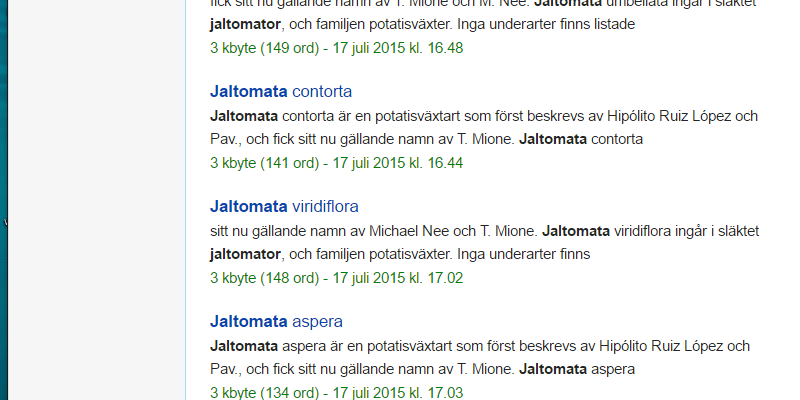 fick sitt nu gällande namn av T. Mione och M. Nee. Jaltomata umbellata ingår i släktet
jaltomator, och familjen potatisväxter. Inga underarter finns listade
3 kbyte (149 ord) - 17 juli 2015 kl. 16.48
Jaltomata contorta
Jaltomata contorta är en potatisväxtart som först beskrevs av Hipólito Ruiz López och
Pav., och fick sitt nu gällande namn av T. Mione. Jaltomata contorta
3 kbyte (141 ord) - 17 juli 2015 kl. 16.44
Jaltomata viridiflora
sitt nu gällande namn av Michael Nee och T. Mione. Jaltomata viridiflora ingår i släktet
jaltomator, och familjen potatisväxter. Inga underarter finns
3 kbyte (148 ord) - 17 juli 2015 kl. 17.02
Jaltomata aspera
Jaltomata aspera är en potatisväxtart som först beskrevs av Hipólito Ruiz López och
Pav., och fick sitt nu gällande namn av T. Mione. Jaltomata aspera
3 kbyte (134 ord) - 17 juli 2015 kl. 17.03